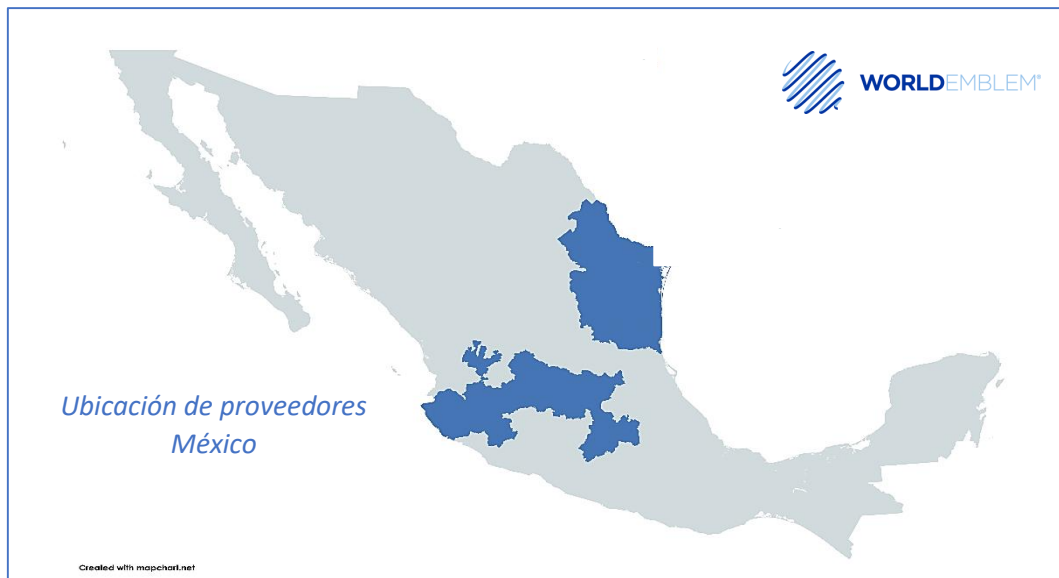 WORLDEMBLEM®
Ubicación de proveedores
México
Created with mapchart.net